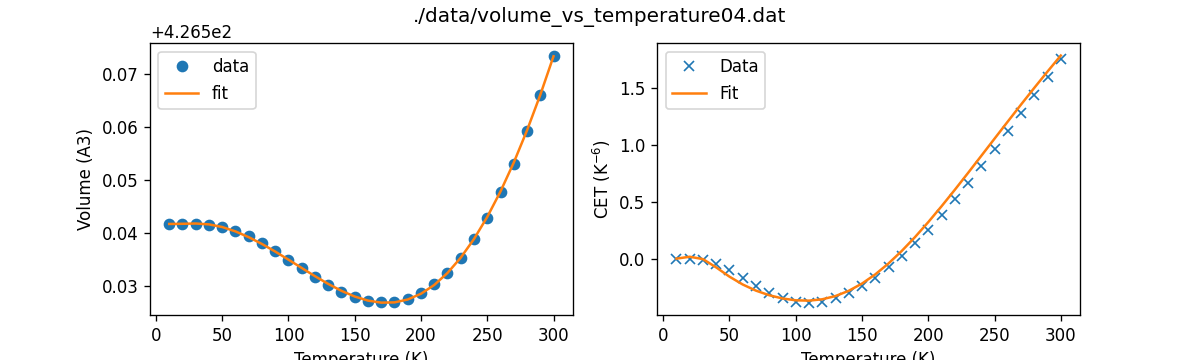 ./data/volume_vs_temperature04.dat
+4.265e2
data
fit
0.07
0.06
0.05
0.04
0.03
Volume (A3)
0
50
100
150
200
250
300
Temperature (K)
Data
Fit
1.5
1.0
0.5
0.0
CET (K⁻⁶)
0
50
100
150
200
250
300
Temperature (K)